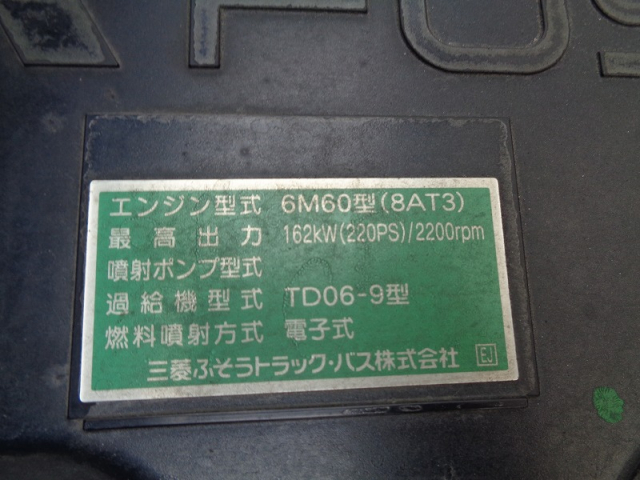 FUSO
エンジン型式 6M60型(8AT3)
最高出力 162kW(220PS)/2200rpm
噴射ポンプ型式
過給機型式 TD06-9型
燃料噴射方式 電子式
三菱ふそうトラック・バス株式会社 EJ